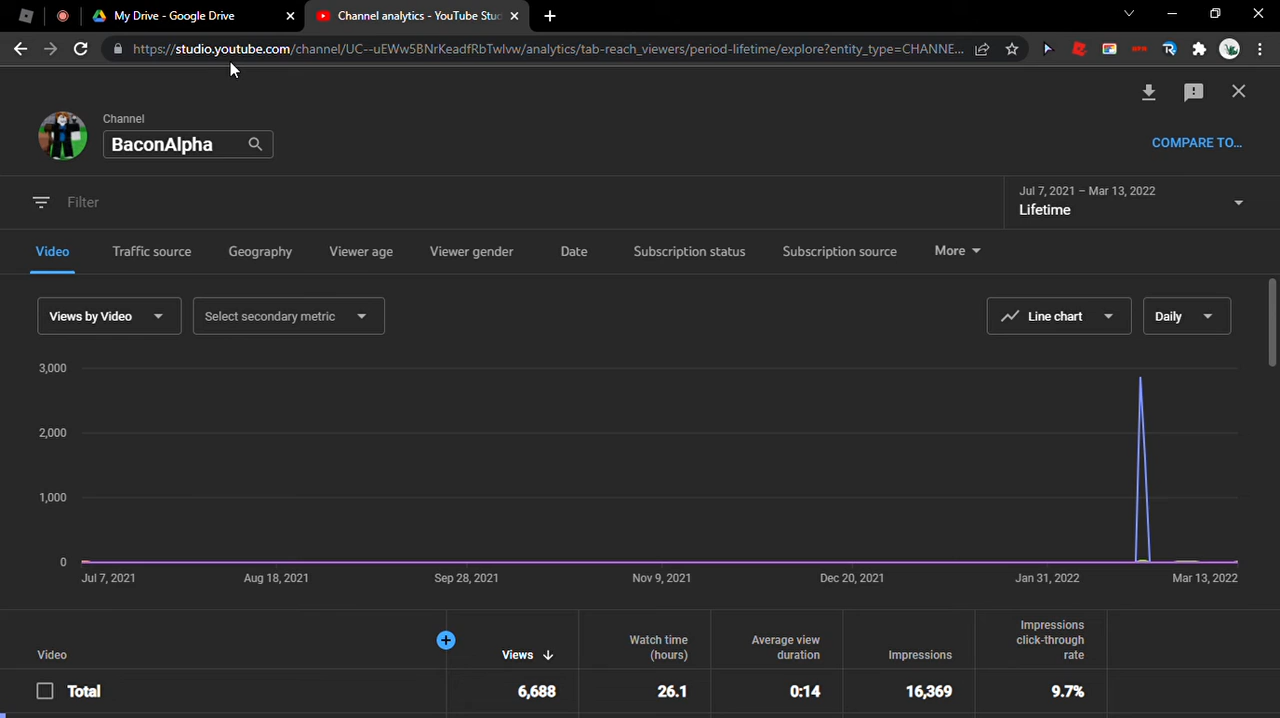 My Drive - Google Drive
Channel analytics - YouTube Stu
https://studio.youtube.com/channel/UC--uEWw5BNrKeadfRbTwlvw/analytics/tab-reach_viewers/period-lifetime/explore?entity_type=CHANNE...
Channel
BaconAlpha
COMPARE TO...
Filter
Jul 7, 2021 – Mar 13, 2022
Lifetime
Video Traffic source Geography Viewer age Viewer gender Date Subscription status Subscription source More
Views by Video Select secondary metric Line chart Daily
3,000
2,000
1,000
0
Jul 7, 2021 Aug 18, 2021 Sep 28, 2021 Nov 9, 2021 Dec 20, 2021 Jan 31, 2022 Mar 13, 2022
Video
Views
Watch time
(hours)
Average view
duration
Impressions
Impressions
click-through
rate
Total 6,688 26.1 0:14 16,369 9.7%